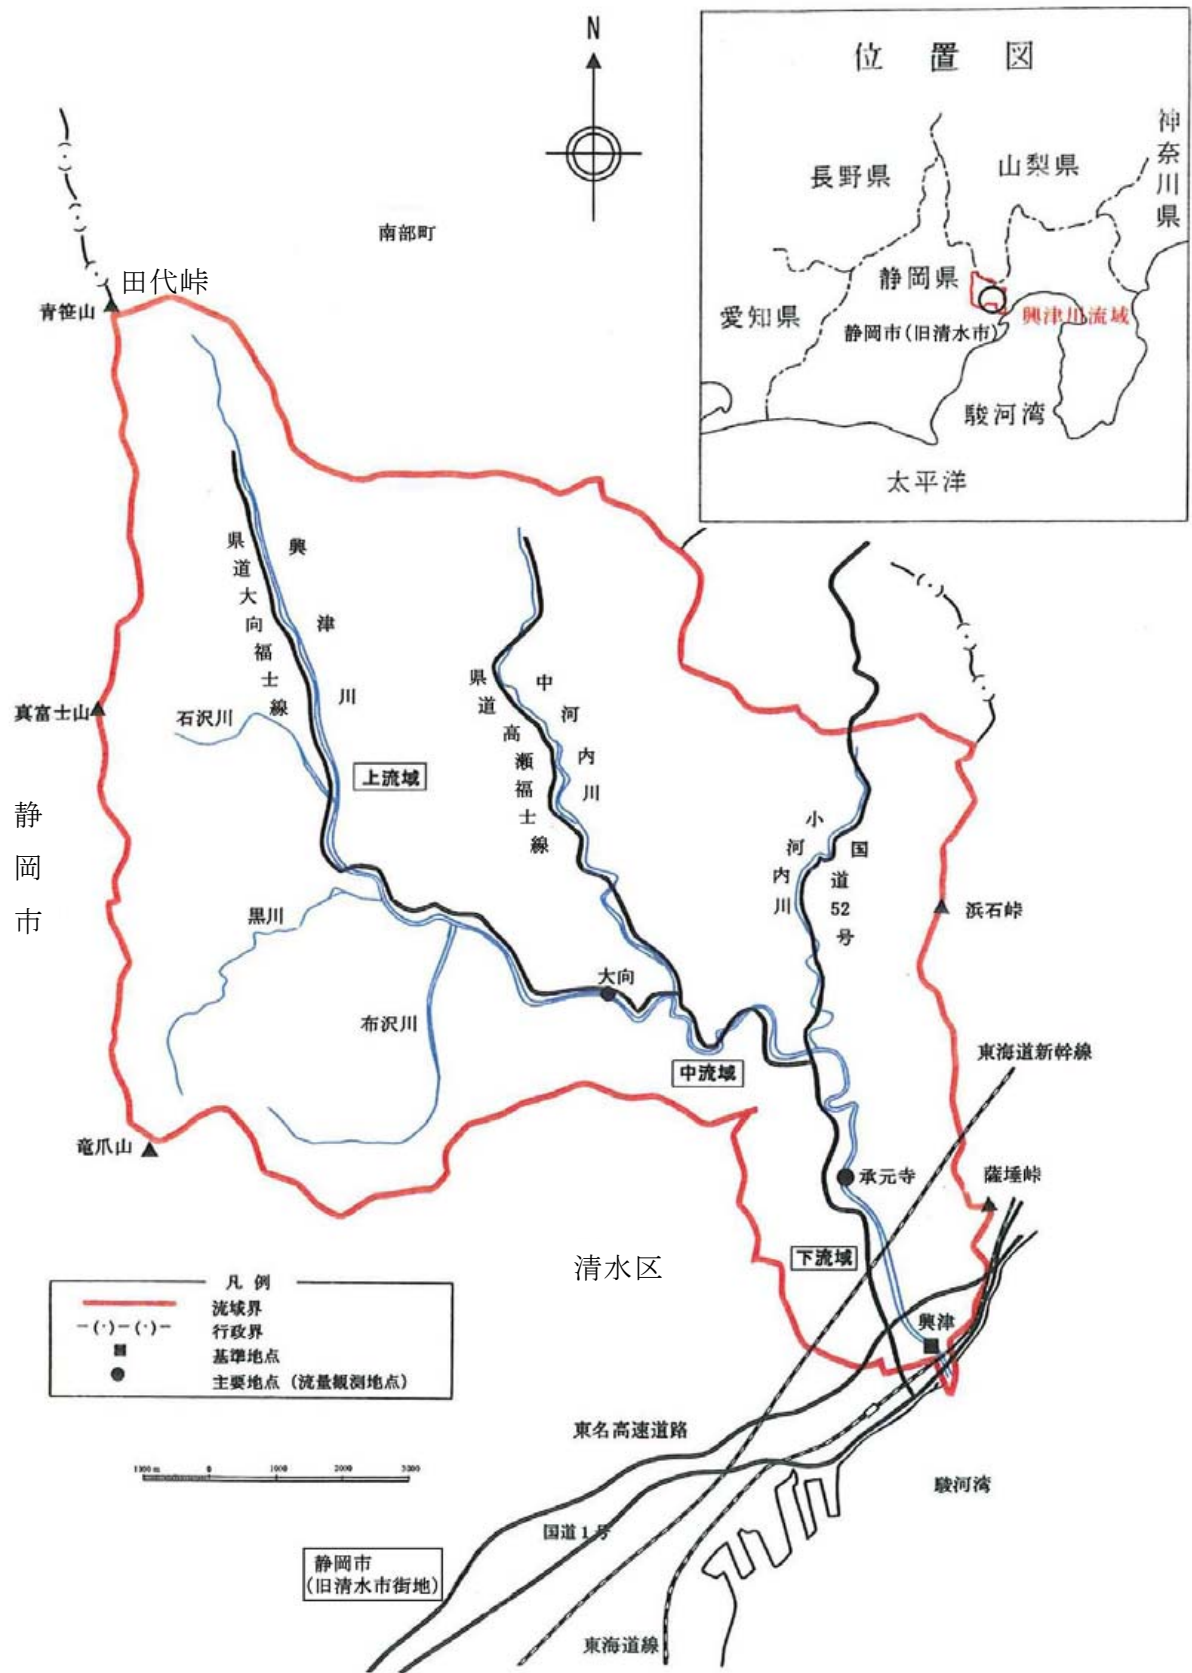 N
位置図
神奈川県
長野県
山梨県
静岡県
愛知県
興津川流域
静岡市(旧清水市)
駿河湾
太平洋
南部町
田代峠
青笹山
県道大向福士線
興津川
県道高瀬福士線
中河内川
真富士山
石沢川
上流域
静岡市
小河内川
国道52号
黒川
浜石峠
大向
布沢川
東海道新幹線
中流域
竜爪山
承元寺
薩埵峠
清水区
下流域
凡例
流域界
行政界
基準地点
主要地点(流量観測地点)
興津
東名高速道路
1000m 0 1000 2000 3000
駿河湾
国道1号
静岡市
(旧清水市街地)
東海道線